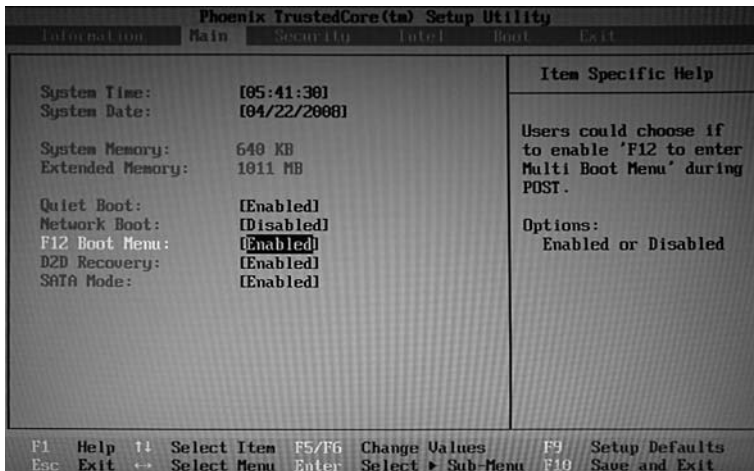 Phoenix TrustedCore(tm) Setup Utility
Information Main Security Intel Boot Exit
Item Specific Help
System Time: [05:41:30]
System Date: [04/22/2008]
System Memory: 640 KB
Extended Memory: 1011 MB
Quiet Boot: [Enabled]
Network Boot: [Disabled]
F12 Boot Menu: [Enabled]
D2D Recovery: [Enabled]
SATA Mode: [Enabled]
Users could choose if
to enable 'F12 to enter
Multi Boot Menu' during
POST.
Options:
Enabled or Disabled
F1 Help ↑↓ Select Item F5/F6 Change Values F9 Setup Defaults
Esc Exit ↔ Select Menu Enter Select ▶ Sub-Menu F10 Save and Exit